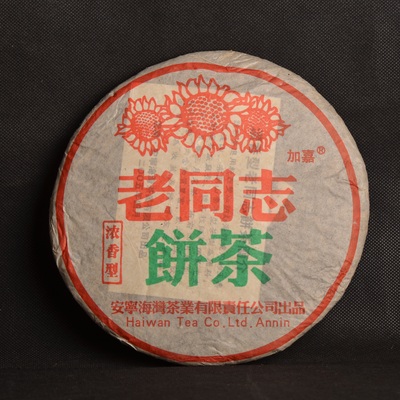 加嘉®
老同志
浓香型
餅茶
安寧海灣茶業有限責任公司出品
Haiwan Tea Co,Ltd,Annin